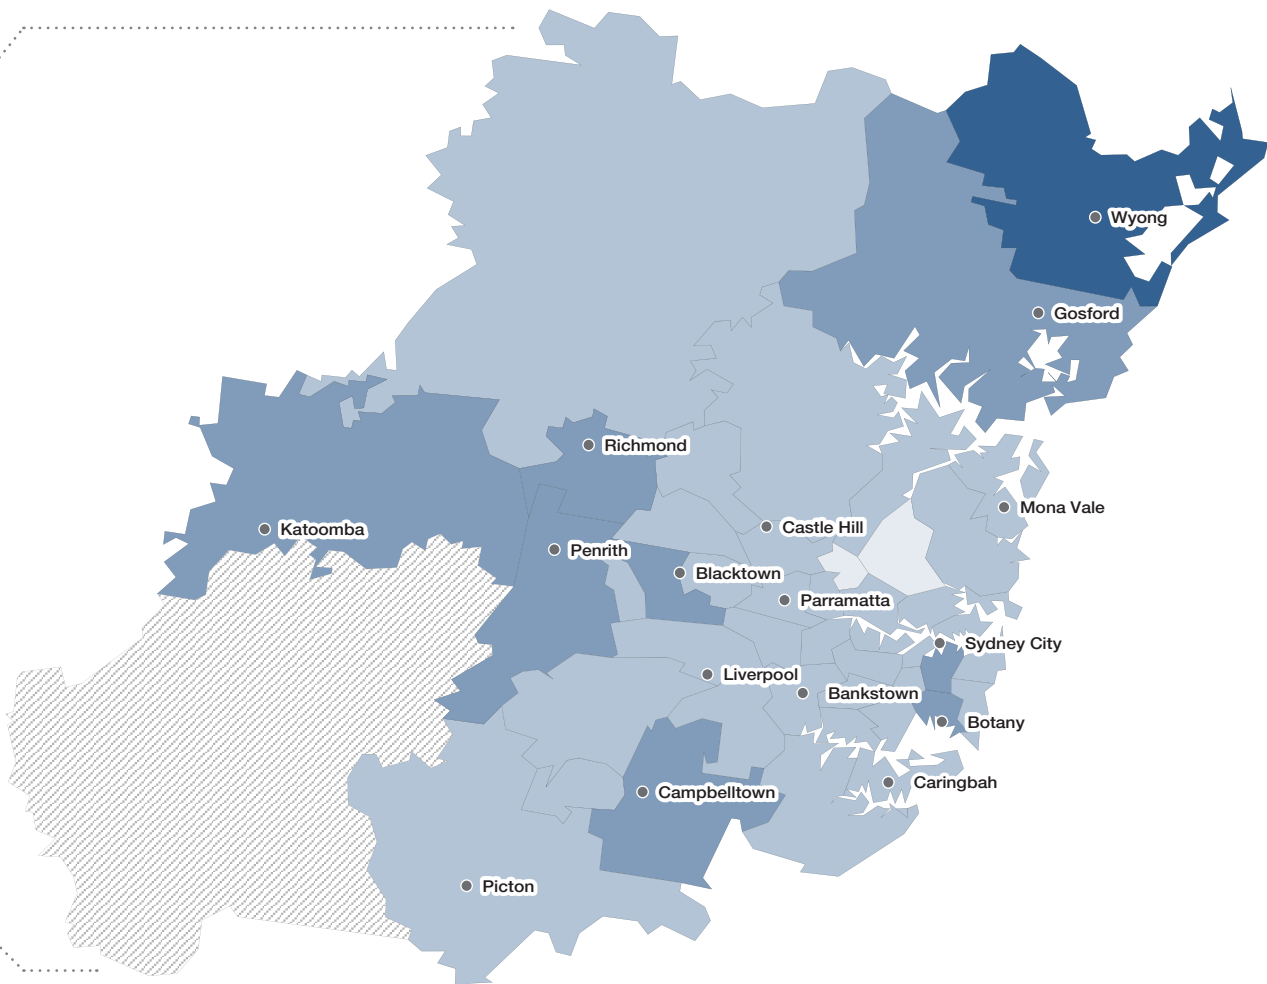 Wyong
Gosford
Richmond
Mona Vale
Castle Hill
Katoomba
Penrith
Blacktown
Parramatta
Sydney City
Liverpool
Bankstown
Botany
Caringbah
Campbelltown
Picton